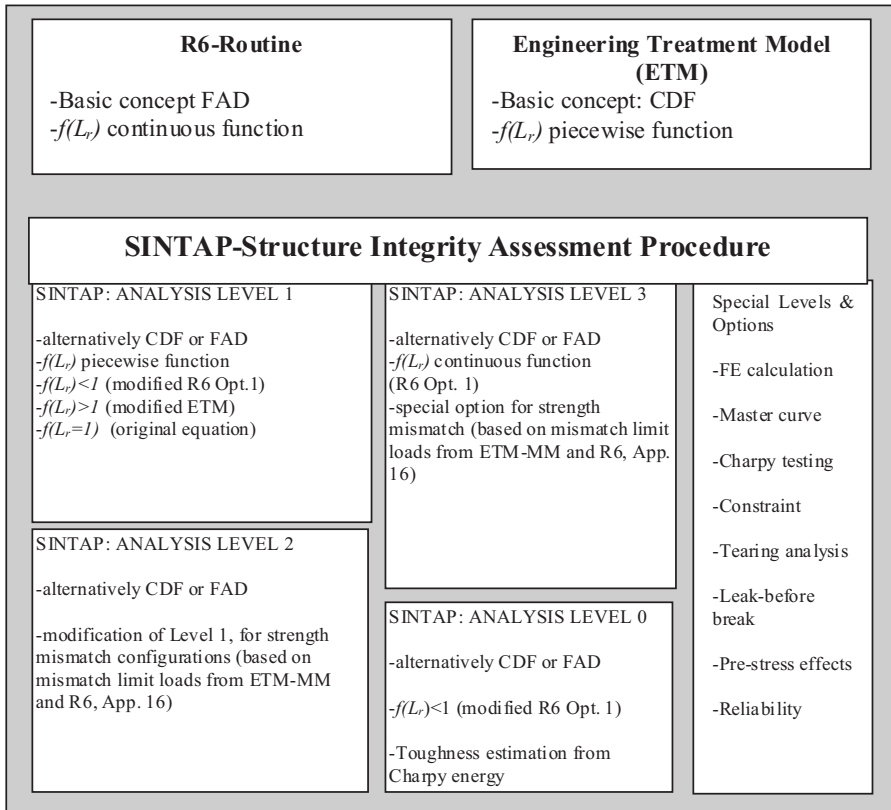 R6-Routine
-Basic concept FAD
-f(Lr) continuous function
Engineering Treatment Model
(ETM)
-Basic concept: CDF
-f(Lr) piecewise function
SINTAP-Structure Integrity Assessment Procedure
SINTAP: ANALYSIS LEVEL 1
-alternatively CDF or FAD
-f(Lr) piecewise function
-f(Lr)<1 (modified R6 Opt.1)
-f(Lr)>1 (modified ETM)
-f(Lr=1) (original equation)
SINTAP: ANALYSIS LEVEL 2
-alternatively CDF or FAD
-modification of Level 1, for strength
mismatch configurations (based on
mismatch limit loads from ETM-MM
and R6, App. 16)
SINTAP: ANALYSIS LEVEL 3
-alternatively CDF or FAD
-f(Lr) continuous function
(R6 Opt. 1)
-special option for strength
mismatch (based on mismatch limit
loads from ETM-MM and R6, App.
16)
SINTAP: ANALYSIS LEVEL 0
-alternatively CDF or FAD
-f(Lr)<1 (modified R6 Opt. 1)
-Toughness estimation from
Charpy energy
Special Levels &
Options
-FE calculation
-Master curve
-Charpy testing
-Constraint
-Tearing analysis
-Leak-before
break
-Pre-stress effects
-Reliability